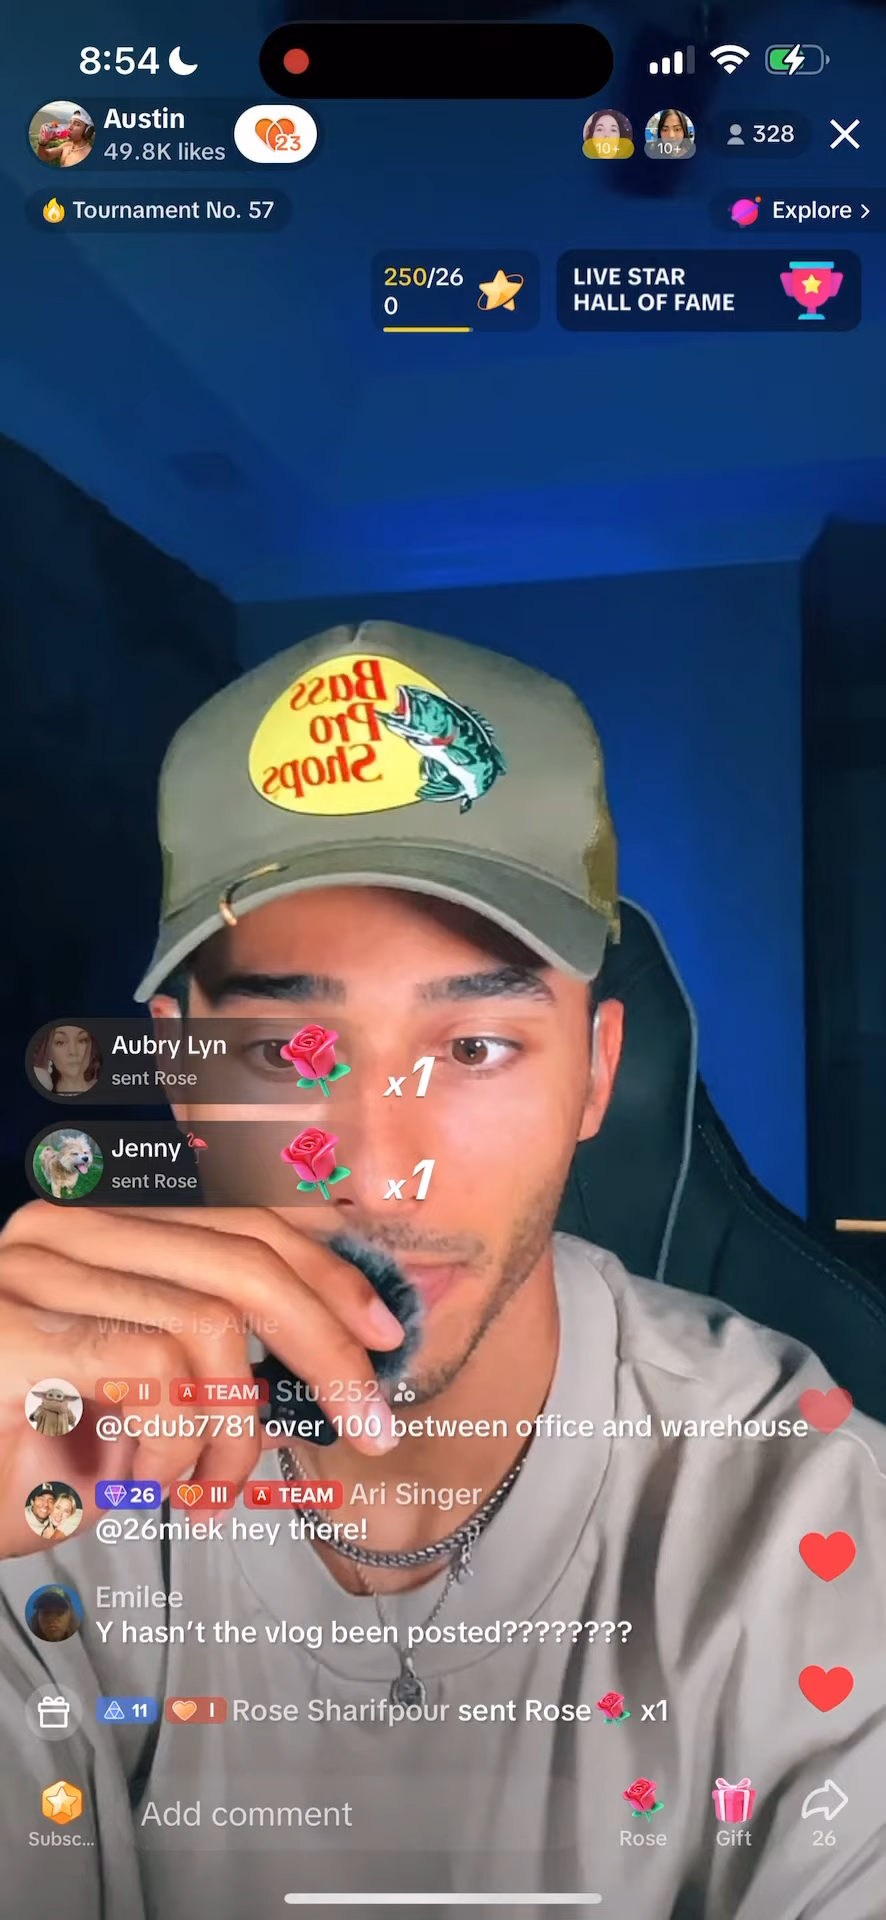 8:54
Austin
49.8K likes
23
10+
10+
328
Tournament No. 57
Explore >
250/26
0
LIVE STAR
HALL OF FAME
Bass
Pro
Shops
Aubry Lyn
sent Rose
x1
Jenny
sent Rose
x1
Where is Allie
II A TEAM Stu.252
@Cdub7781 over 100 between office and warehouse
26 III A TEAM Ari Singer
@26miek hey there!
Emilee
Y hasn’t the vlog been posted????????
11 I Rose Sharifpour sent Rose x1
Subsc...
Add comment
Rose
Gift
26